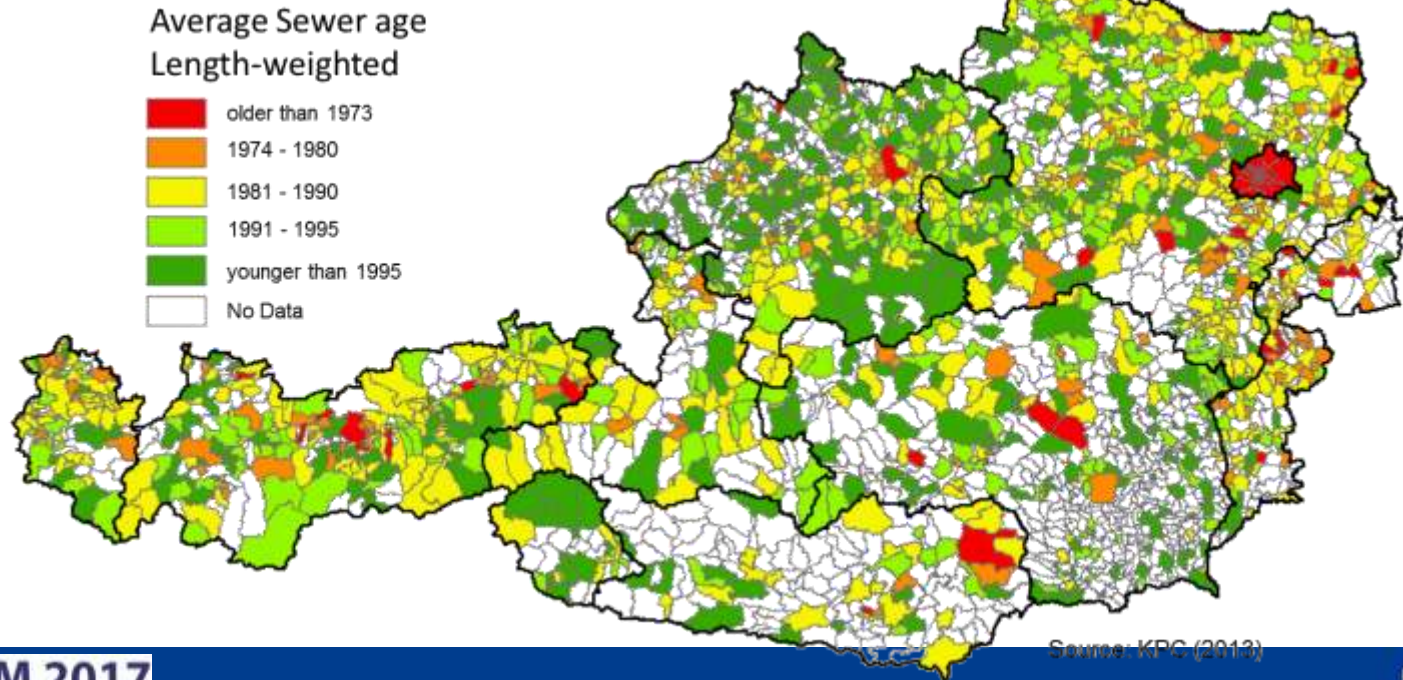 Average Sewer age
Length-weighted
older than 1973
1974 - 1980
1981 - 1990
1991 - 1995
younger than 1995
No Data
Source: KPC (2013)
M 2017